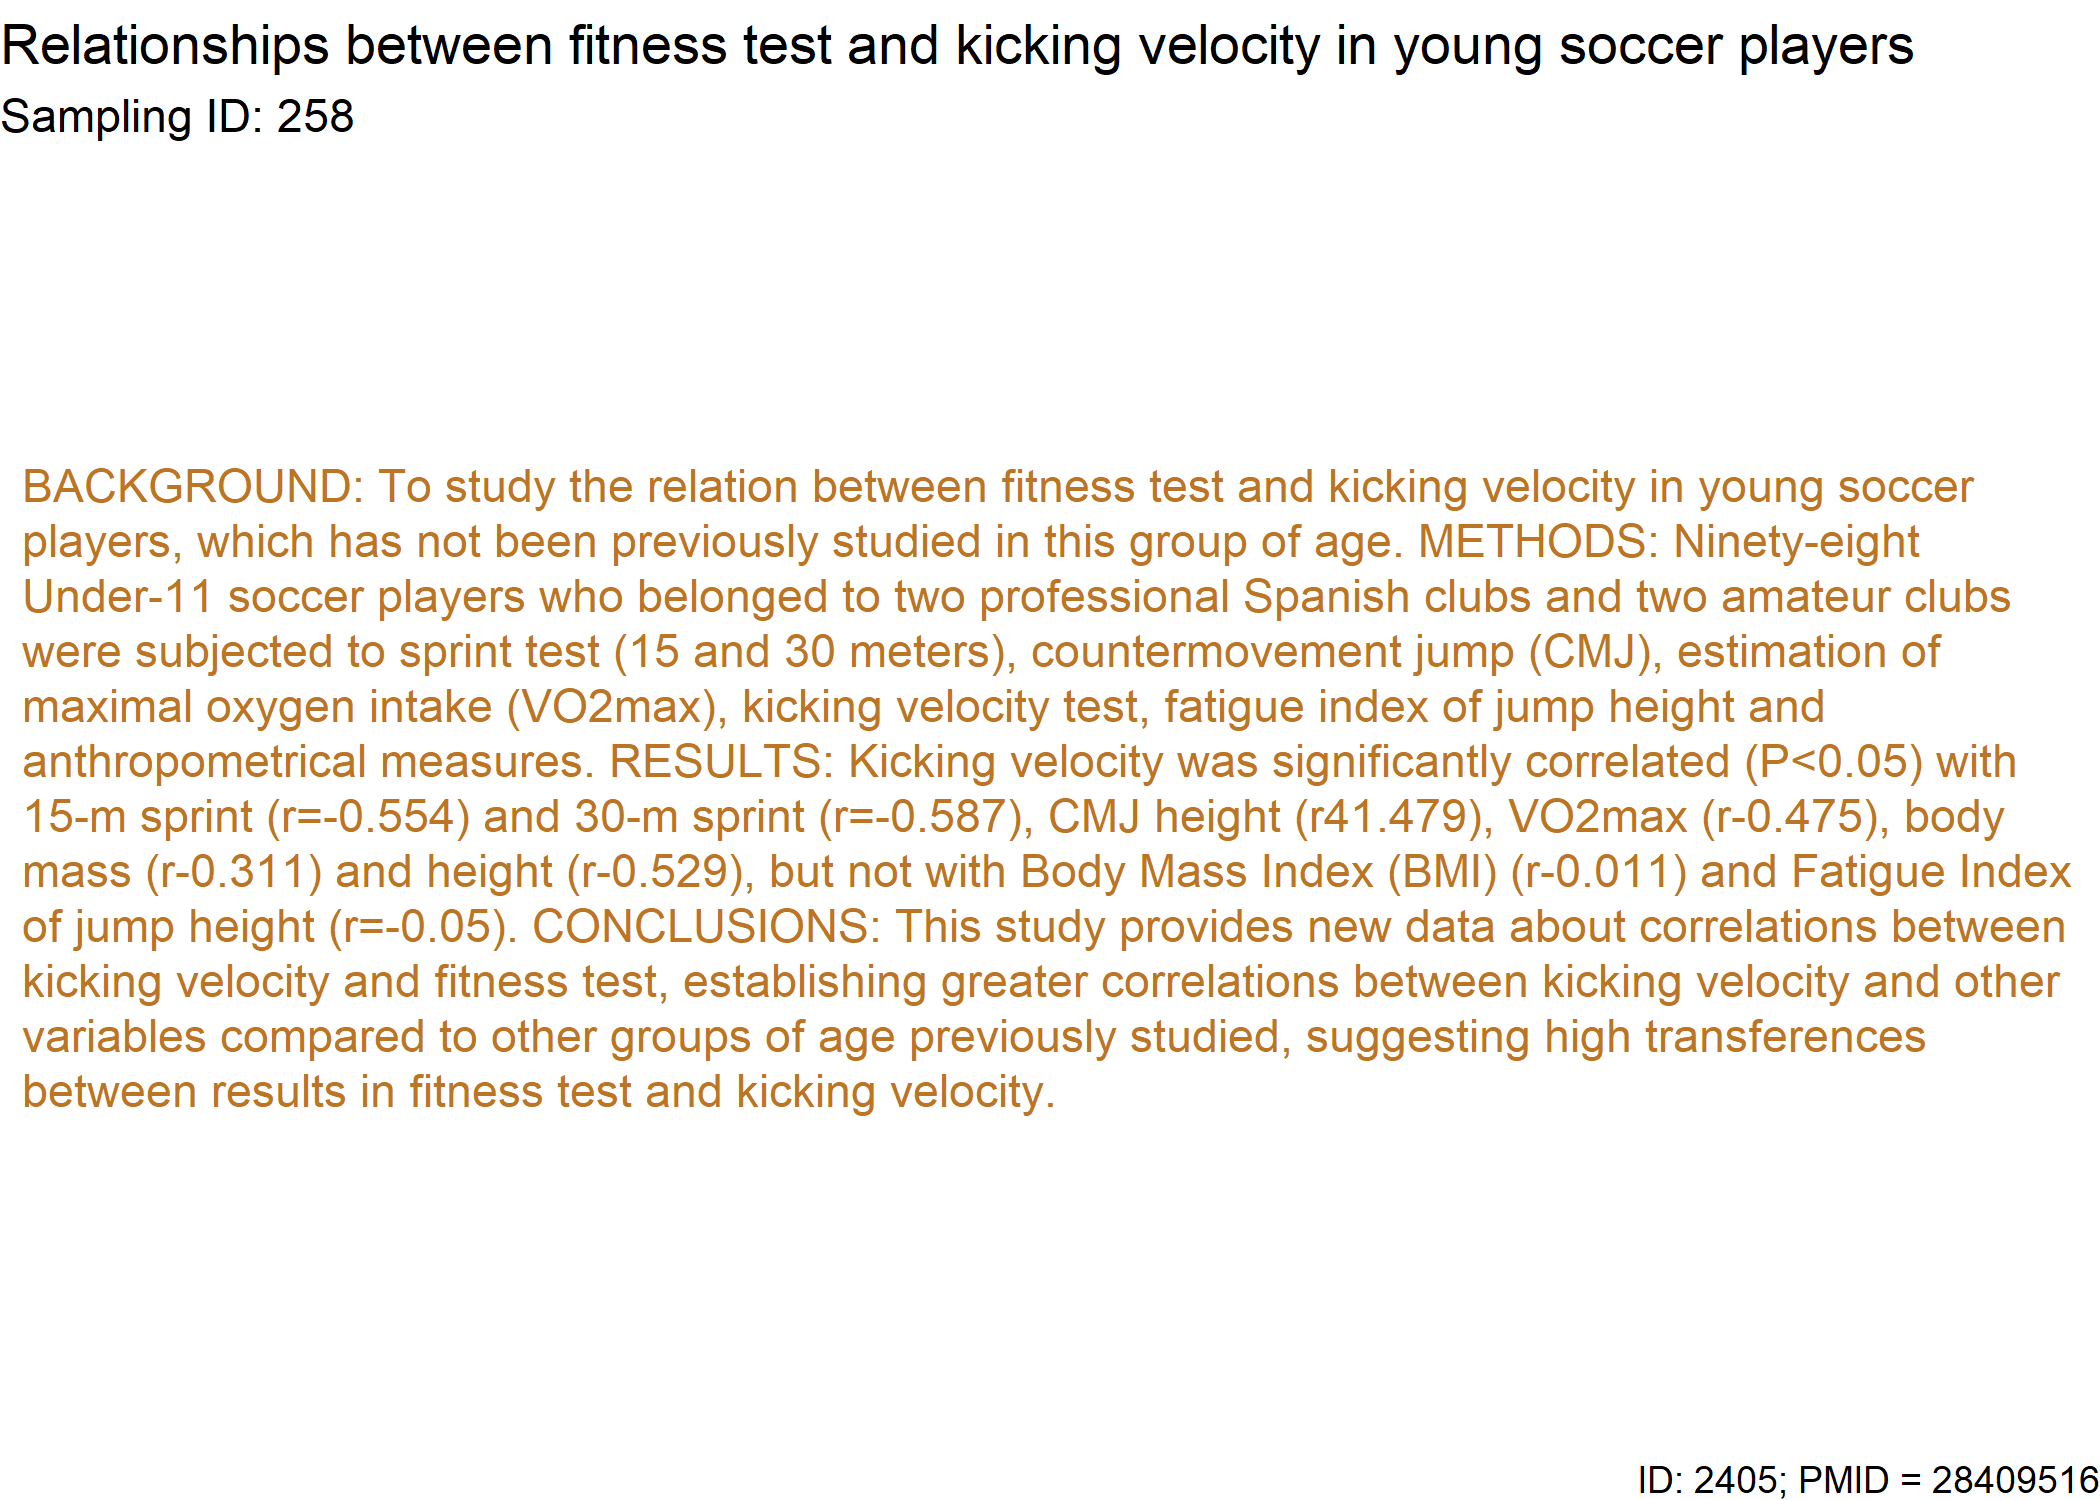 Relationships between fitness test and kicking velocity in young soccer players
Sampling ID: 258
BACKGROUND: To study the relation between fitness test and kicking velocity in young soccer
players, which has not been previously studied in this group of age. METHODS: Ninety-eight
Under-11 soccer players who belonged to two professional Spanish clubs and two amateur clubs
were subjected to sprint test (15 and 30 meters), countermovement jump (CMJ), estimation of
maximal oxygen intake (VO2max), kicking velocity test, fatigue index of jump height and
anthropometrical measures. RESULTS: Kicking velocity was significantly correlated (P<0.05) with
15-m sprint (r=-0.554) and 30-m sprint (r=-0.587), CMJ height (r41.479), VO2max (r-0.475), body
mass (r-0.311) and height (r-0.529), but not with Body Mass Index (BMI) (r-0.011) and Fatigue Index
of jump height (r=-0.05). CONCLUSIONS: This study provides new data about correlations between
kicking velocity and fitness test, establishing greater correlations between kicking velocity and other
variables compared to other groups of age previously studied, suggesting high transferences
between results in fitness test and kicking velocity.
ID: 2405; PMID = 28409516